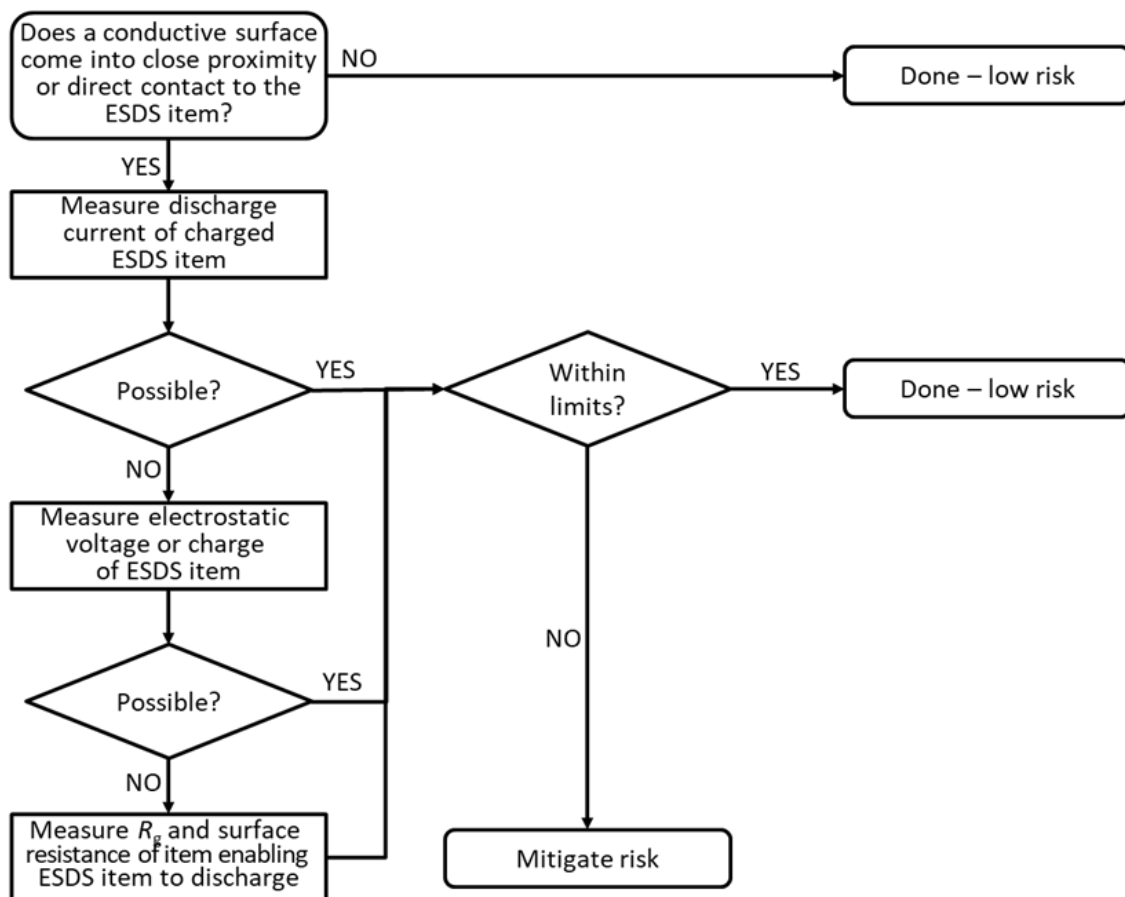 Does a conductive surface
come into close proximity
or direct contact to the
ESDS item?
NO
Done – low risk
YES
Measure discharge
current of charged
ESDS item
Possible?
YES
Within
limits?
YES
Done – low risk
NO
Measure electrostatic
voltage or charge
of ESDS item
Possible?
YES
NO
NO
Measure Rg and surface
resistance of item enabling
ESDS item to discharge
Mitigate risk